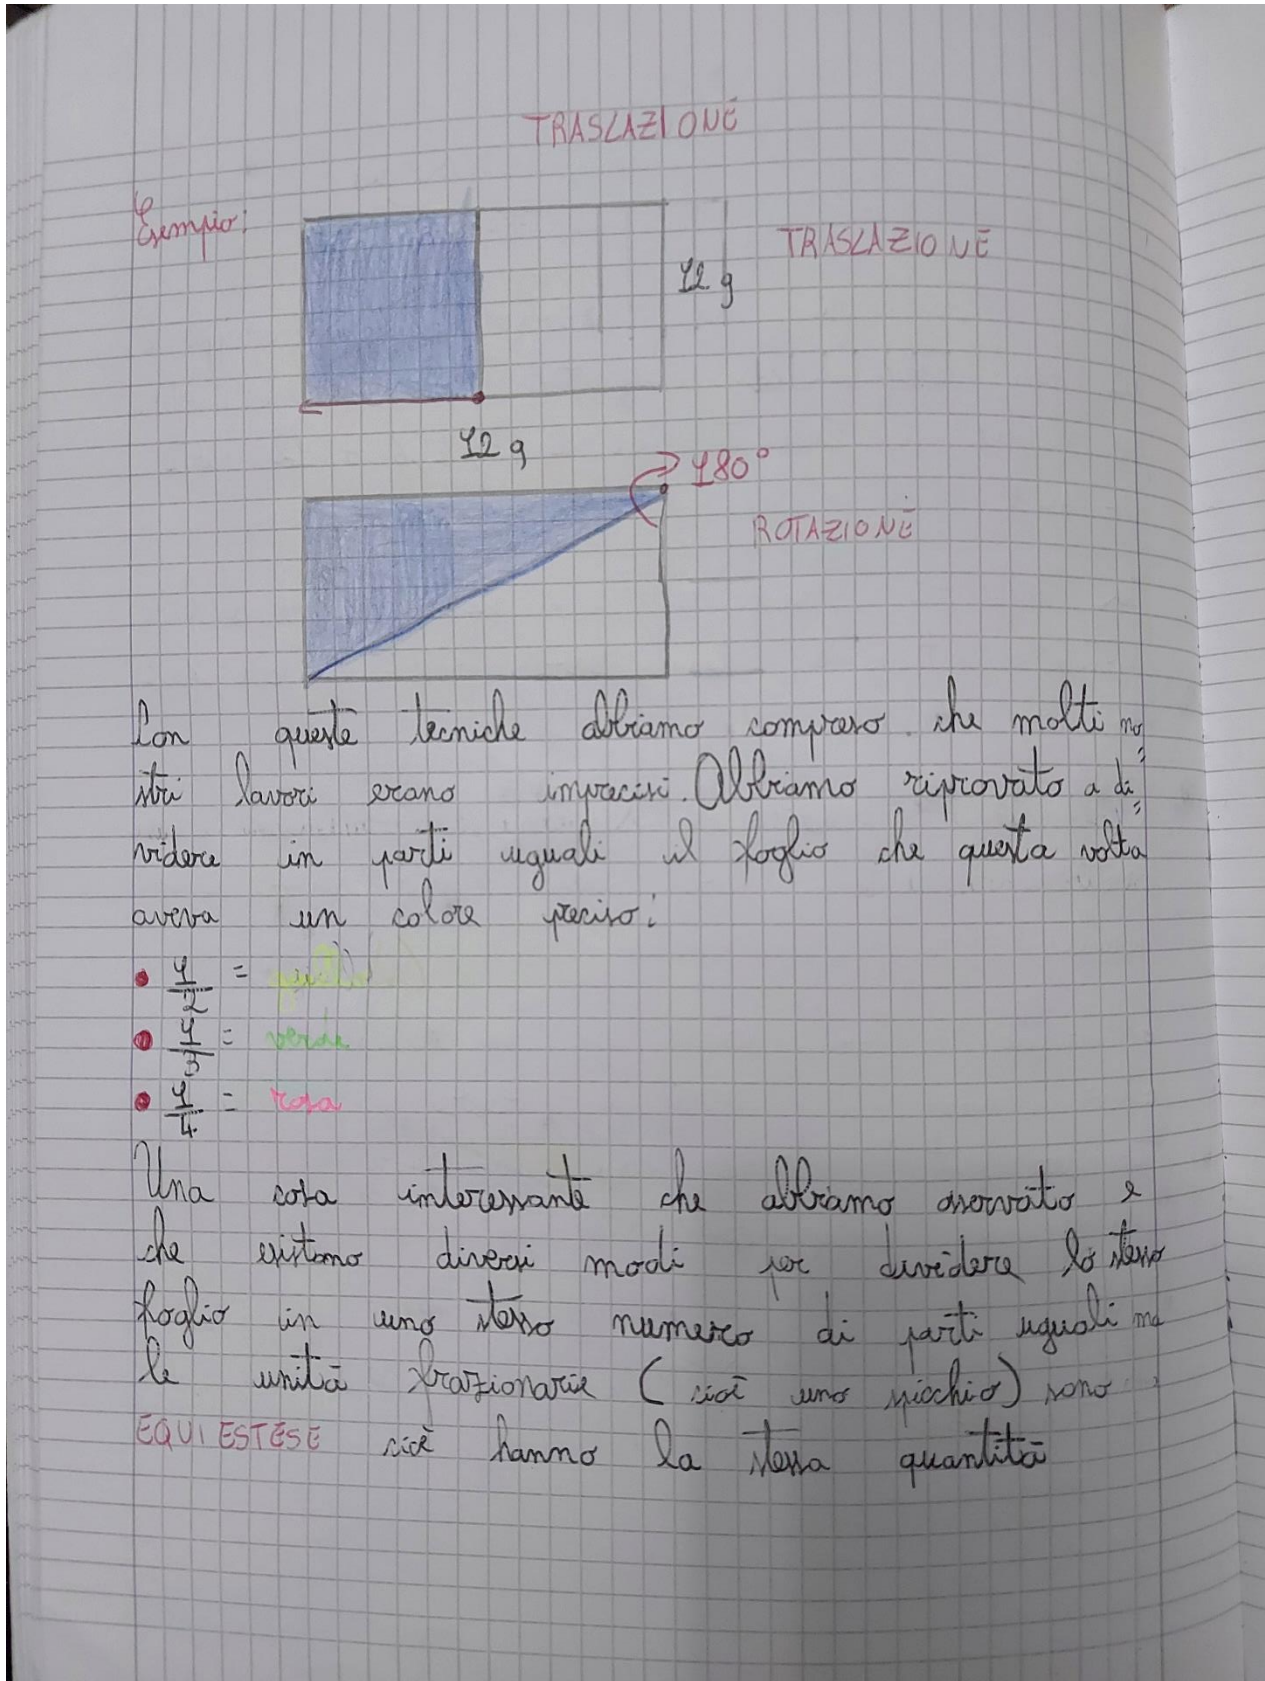 TRASLAZIONE
Esempio:
TRASLAZIONE
12 q
12 q
180°
ROTAZIONE
Con queste tecniche abbiamo compreso che molti no=
stri lavori erano imprecisi. Abbiamo riprovato a di=
videre in parti uguali il foglio che questa volta
aveva un colore preciso:
• 1/2 = giallo
• 1/3 = verde
• 1/4 = rosa
Una cosa interessante che abbiamo osservato e
che esistono diversi modi per dividere lo stesso
foglio in uno stesso numero di parti uguali ma
le unità frazionarie (cioè uno spicchio) sono
EQUIESTESE cioè hanno la stessa quantità